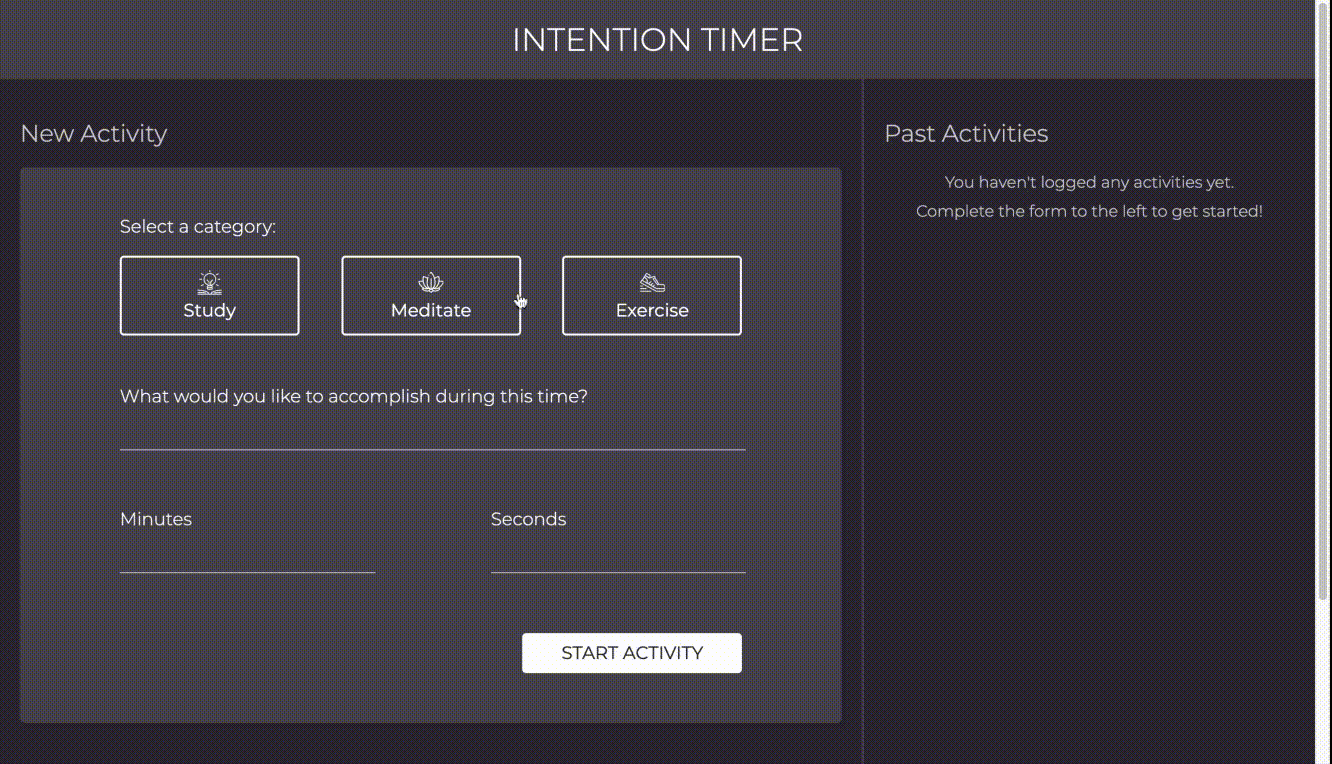 INTENTION TIMER
New Activity
Select a category:
Study
Meditate
Exercise
What would you like to accomplish during this time?
Minutes
Seconds
START ACTIVITY
Past Activities
You haven't logged any activities yet.
Complete the form to the left to get started!